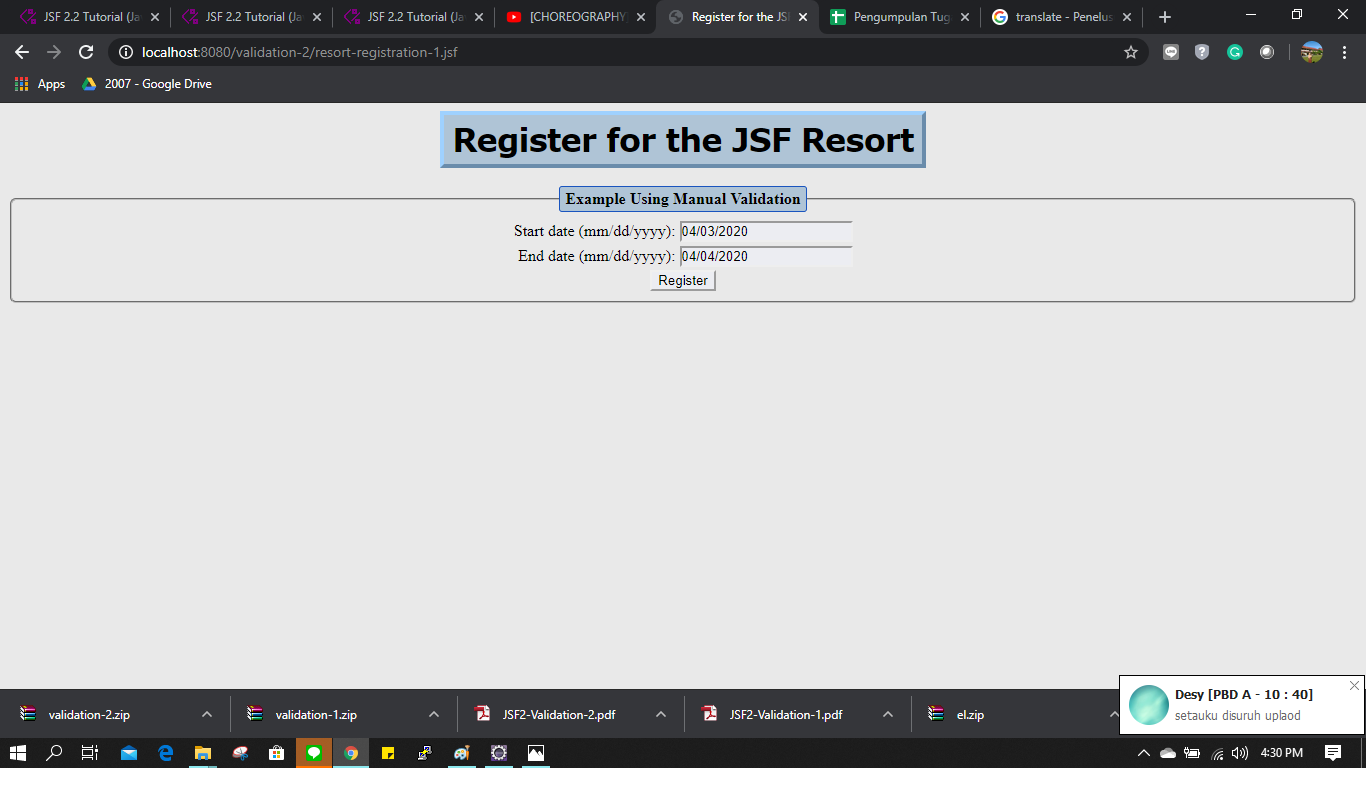 JSF 2.2 Tutorial (Ja
JSF 2.2 Tutorial (Ja
JSF 2.2 Tutorial (Ja
[CHOREOGRAPHY]
Register for the JS
Pengumpulan Tug
translate - Penelus
localhost:8080/validation-2/resort-registration-1.jsf
Apps
2007 - Google Drive
Register for the JSF Resort
Example Using Manual Validation
Start date (mm/dd/yyyy): 04/03/2020
End date (mm/dd/yyyy): 04/04/2020
Register
Desy [PBD A - 10 : 40]
setauku disuruh uplaod
validation-2.zip
validation-1.zip
JSF2-Validation-2.pdf
JSF2-Validation-1.pdf
el.zip
4:30 PM